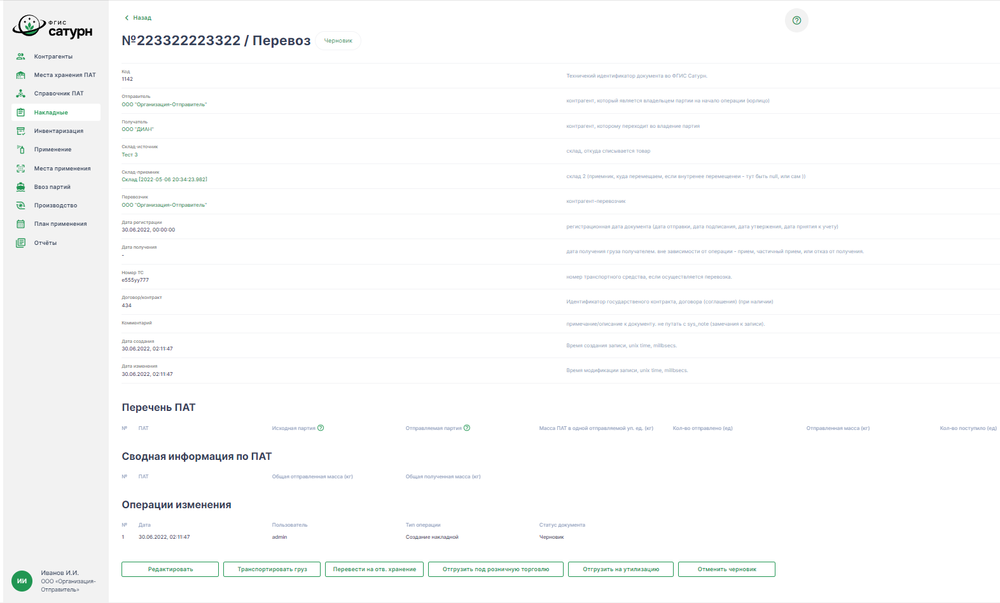 ФГИС
сатурн
Контрагенты
Места хранения ПАТ
Справочник ПАТ
Накладные
Инвентаризация
Применение
Места применения
Ввоз партий
Производство
План применения
Отчёты
ИИ
Иванов И.И.
ООО «Организация-
Отправитель»
Назад
№223322223322 / Перевоз Черновик
Код
1142
Техничекий идентификатор документа во ФГИС Сатурн.
Отправитель
ООО "Организация-Отправитель"
контрагент, который является владельцем партии на начало операции (юрлицо)
Получатель
ООО "ДИАН"
контрагент, которому переходит во владение партия
Склад-источник
Тест 3
склад, откуда списывается товар
Склад-приемник
Склад [2022-05-06 20:34:23.982]
склад 2 (приемник, куда перемещаем, если внутренее перемещенеи - тут быть null, или сам ))
Перевозчик
ООО "Организация-Отправитель"
контрагент-перевозчик
Дата регистрации
30.06.2022, 00:00:00
регистрационная дата документа (дата отправки, дата подписания, дата утвержения, дата прнятия к учету)
Дата получения
-
дата получения груза получателем. вне зависимости от операции - прием, частичный прием, или отказ от получения.
Номер ТС
е555уу777
номер транспортного средства, если осуществляется перевозка.
Договор/контракт
434
Идентификатор государственого контракта, договора (соглашения) (при наличии)
Комментарий
примечание/описание к документу. не путать с sys_note (замечания к записи).
Дата создания
30.06.2022, 02:11:47
Время создания записи, unix time, millbsecs.
Дата изменения
30.06.2022, 02:11:47
Время модификации записи, unix time, millbsecs.
Перечень ПАТ
№ ПАТ Исходная партия ? Отправляемая партия ? Масса ПАТ в одной отправляемой уп. ед. (кг) Кол-во отправлено (ед) Отправленная масса (кг) Кол-во поступило (ед)
Сводная информация по ПАТ
№ ПАТ Общая отправленная масса (кг) Общая полученная масса (кг)
Операции изменения
№ Дата Пользователь Тип операции Статус документа
1 30.06.2022, 02:11:47 admin Создание накладной Черновик
Редактировать Транспортировать груз Перевести на отв. хранение Отгрузить под розничную торговлю Отгрузить на утилизацию Отменить черновик